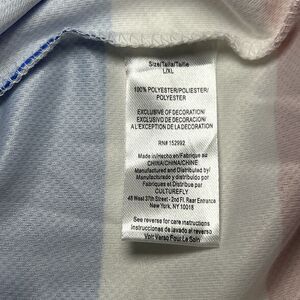 Size/Talla/Taille
L/XL
100% POLYESTER/POLIESTER/
POLYESTER
EXCLUSIVE OF DECORATION/
EXCLUSIVO DE DECORACION/
A L'EXCEPTION DE LA DECORATION
RN# 152992
Made in/Hecho en/Fabrique au
CHINA/CHINA/CHINE
Manufactured and Distributed by/
Manufacturado y distribuido por/
Fabriques et Distribue par
CULTUREFLY
48 West 37th Street - 2nd Fl. Rear Entrance
New York, NY 10018
See reverse for care instructions
Instrucciones de lavado al reverso
Voir Verso Pour Le Soin